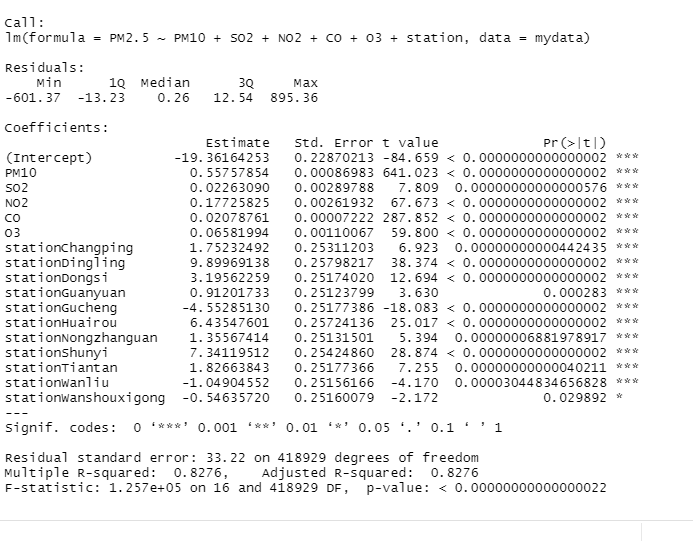 Call:
lm(formula = PM2.5 ~ PM10 + SO2 + NO2 + CO + O3 + station, data = mydata)
Residuals:
Min 1Q Median 3Q Max
-601.37 -13.23 0.26 12.54 895.36
Coefficients:
Estimate Std. Error t value Pr(>|t|)
(Intercept) -19.36164253 0.22870213 -84.659 < 0.0000000000000002 ***
PM10 0.55757854 0.00086983 641.023 < 0.0000000000000002 ***
SO2 0.02263090 0.00289788 7.809 0.00000000000000576 ***
NO2 0.17725825 0.00261932 67.673 < 0.0000000000000002 ***
CO 0.02078761 0.00007222 287.852 < 0.0000000000000002 ***
O3 0.06581994 0.00110067 59.800 < 0.0000000000000002 ***
stationChangping 1.75232492 0.25311203 6.923 0.00000000000442435 ***
stationDingling 9.89969138 0.25798217 38.374 < 0.0000000000000002 ***
stationDongsi 3.19562259 0.25174020 12.694 < 0.0000000000000002 ***
stationGuanyuan 0.91201733 0.25123799 3.630 0.000283 ***
stationGucheng -4.55285130 0.25177386 -18.083 < 0.0000000000000002 ***
stationHuairou 6.43547601 0.25724136 25.017 < 0.0000000000000002 ***
stationNongzhanguan 1.35567414 0.25131501 5.394 0.00000006881978917 ***
stationShunyi 7.34119512 0.25424860 28.874 < 0.0000000000000002 ***
stationTiantan 1.82663843 0.25177366 7.255 0.00000000000040211 ***
stationWanliu -1.04904552 0.25156166 -4.170 0.00003044834656828 ***
stationWanshouxigong -0.54635720 0.25160079 -2.172 0.029892 *
---
Signif. codes: 0 ‘***’ 0.001 ‘**’ 0.01 ‘*’ 0.05 ‘.’ 0.1 ‘ ’ 1
Residual standard error: 33.22 on 418929 degrees of freedom
Multiple R-squared: 0.8276, Adjusted R-squared: 0.8276
F-statistic: 1.257e+05 on 16 and 418929 DF, p-value: < 0.00000000000000022